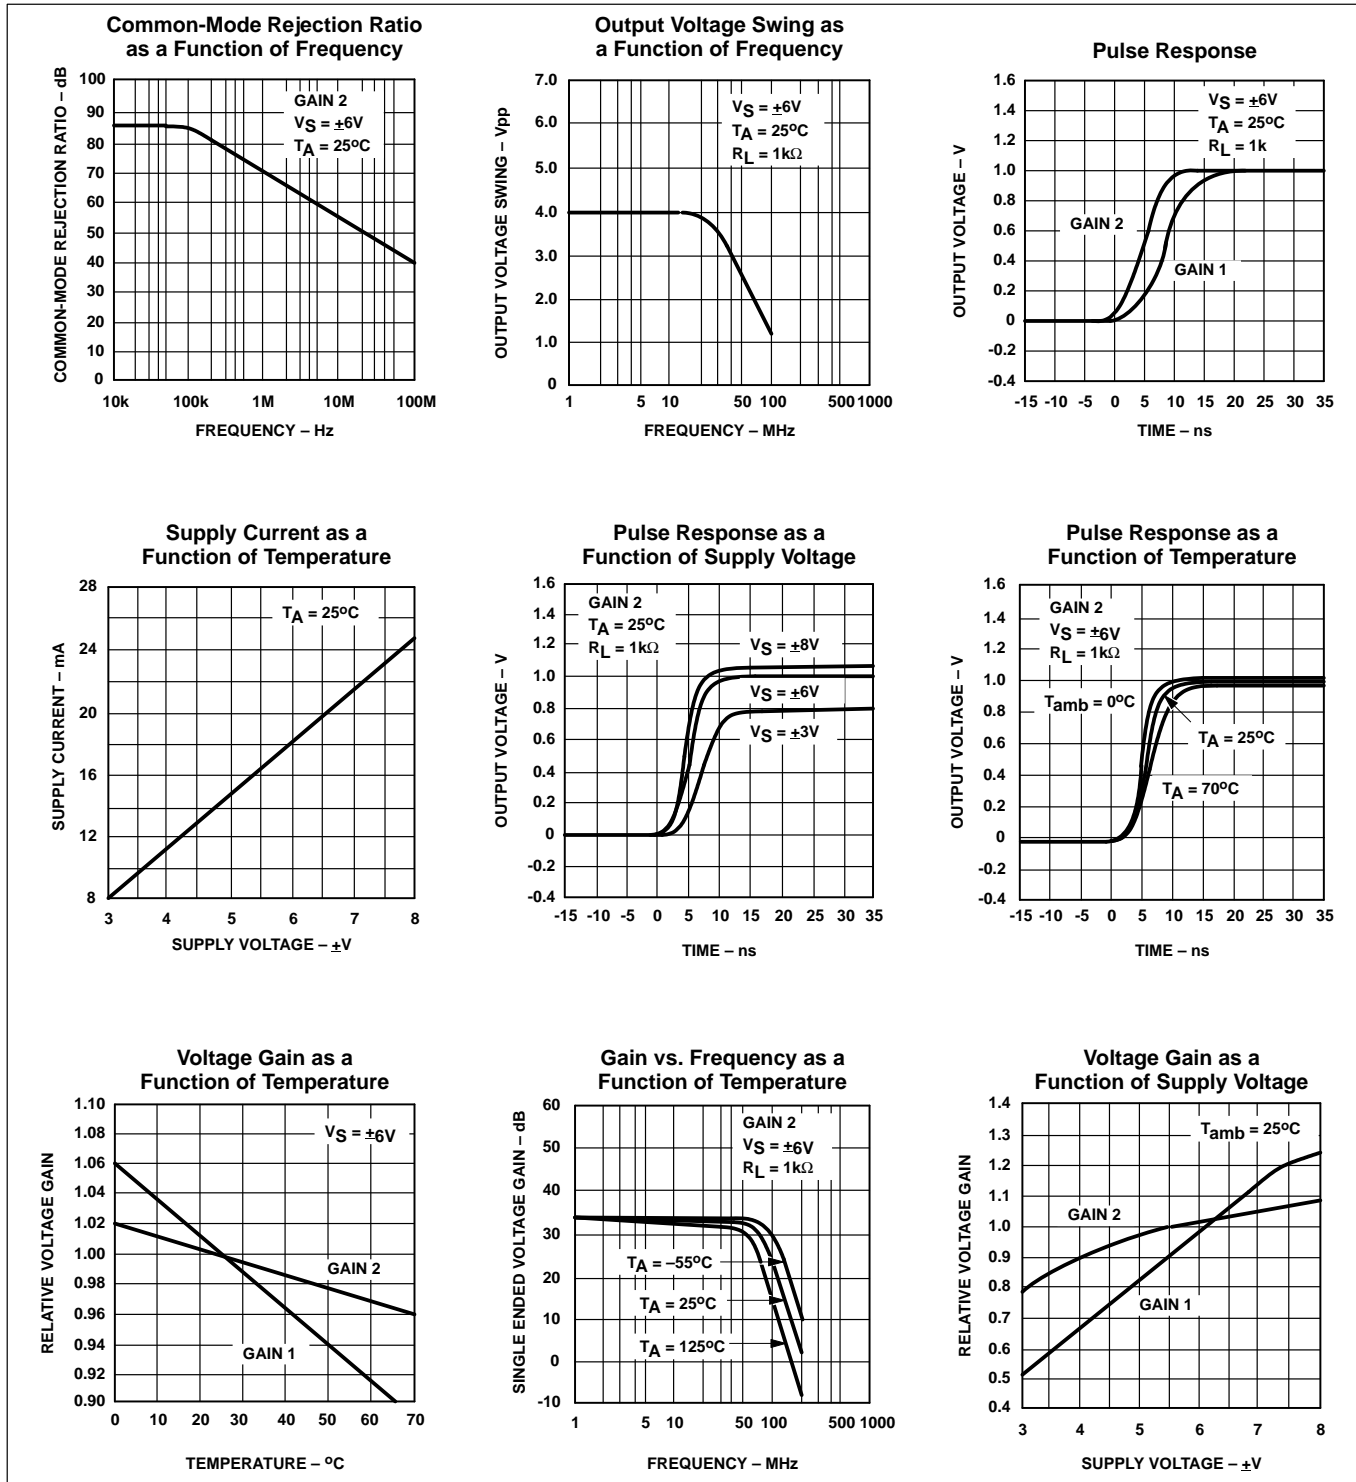 Common-Mode Rejection Ratio
as a Function of Frequency
COMMON-MODE REJECTION RATIO – dB
100
90
80
70
60
50
40
30
20
10
0
GAIN 2
VS = ±6V
TA = 25oC
10k 100k 1M 10M 100M
FREQUENCY – Hz
Output Voltage Swing as
a Function of Frequency
OUTPUT VOLTAGE SWING – Vpp
7.0
6.0
5.0
4.0
3.0
2.0
1.0
0
VS = ±6V
TA = 25oC
RL = 1kΩ
1 5 10 50 100 500 1000
FREQUENCY – MHz
Pulse Response
OUTPUT VOLTAGE – V
1.6
1.4
1.2
1.0
0.8
0.6
0.4
0.2
0
-0.2
-0.4
VS = ±6V
TA = 25oC
RL = 1k
GAIN 2
GAIN 1
-15 -10 -5 0 5 10 15 20 25 30 35
TIME – ns
Supply Current as a
Function of Temperature
SUPPLY CURRENT – mA
28
24
20
16
12
8
TA = 25oC
3 4 5 6 7 8
SUPPLY VOLTAGE – ±V
Pulse Response as a
Function of Supply Voltage
OUTPUT VOLTAGE – V
1.6
1.4
1.2
1.0
0.8
0.6
0.4
0.2
0
-0.2
-0.4
GAIN 2
TA = 25oC
RL = 1kΩ
VS = ±8V
VS = ±6V
VS = ±3V
-15 -10 -5 0 5 10 15 20 25 30 35
TIME – ns
Pulse Response as a
Function of Temperature
OUTPUT VOLTAGE – V
1.6
1.4
1.2
1.0
0.8
0.6
0.4
0.2
0
-0.2
-0.4
GAIN 2
VS = ±6V
RL = 1kΩ
Tamb = 0oC
TA = 25oC
TA = 70oC
-15 -10 -5 0 5 10 15 20 25 30 35
TIME – ns
Voltage Gain as a
Function of Temperature
RELATIVE VOLTAGE GAIN
1.10
1.08
1.06
1.04
1.02
1.00
0.98
0.96
0.94
0.92
0.90
VS = ±6V
GAIN 2
GAIN 1
0 10 20 30 40 50 60 70
TEMPERATURE – oC
Gain vs. Frequency as a
Function of Temperature
SINGLE ENDED VOLTAGE GAIN – dB
60
50
40
30
20
10
0
-10
GAIN 2
VS = ±6V
RL = 1kΩ
TA = –55oC
TA = 25oC
TA = 125oC
1 5 10 50 100 500 1000
FREQUENCY – MHz
Voltage Gain as a
Function of Supply Voltage
RELATIVE VOLTAGE GAIN
1.4
1.3
1.2
1.1
1.0
0.9
0.8
0.7
0.6
0.5
0.4
Tamb = 25oC
GAIN 2
GAIN 1
3 4 5 6 7 8
SUPPLY VOLTAGE – ±V